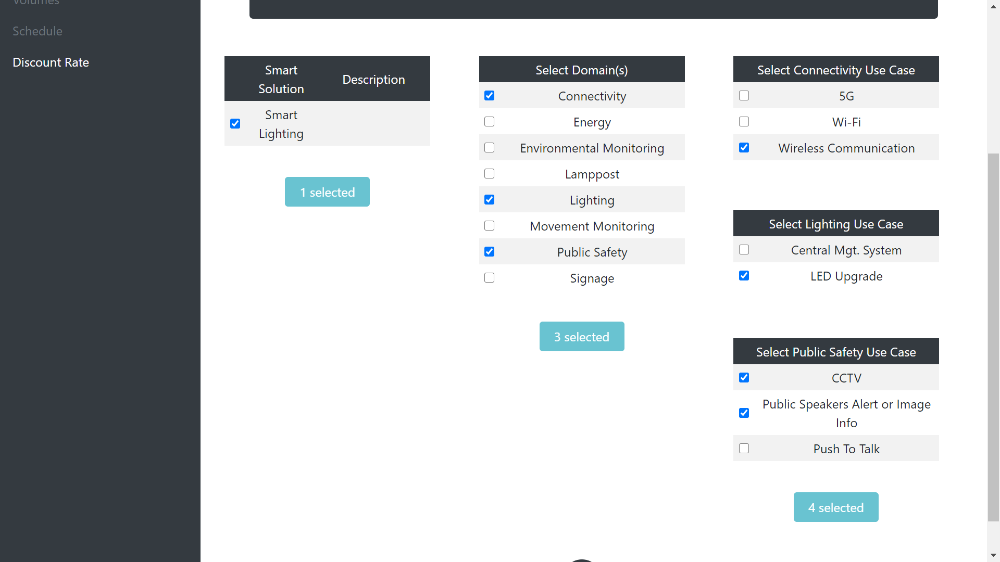 Volumes
Schedule
Discount Rate
Smart
Solution
Description
Smart
Lighting
1 selected
Select Domain(s)
Connectivity
Energy
Environmental Monitoring
Lamppost
Lighting
Movement Monitoring
Public Safety
Signage
3 selected
Select Connectivity Use Case
5G
Wi-Fi
Wireless Communication
Select Lighting Use Case
Central Mgt. System
LED Upgrade
Select Public Safety Use Case
CCTV
Public Speakers Alert or Image
Info
Push To Talk
4 selected